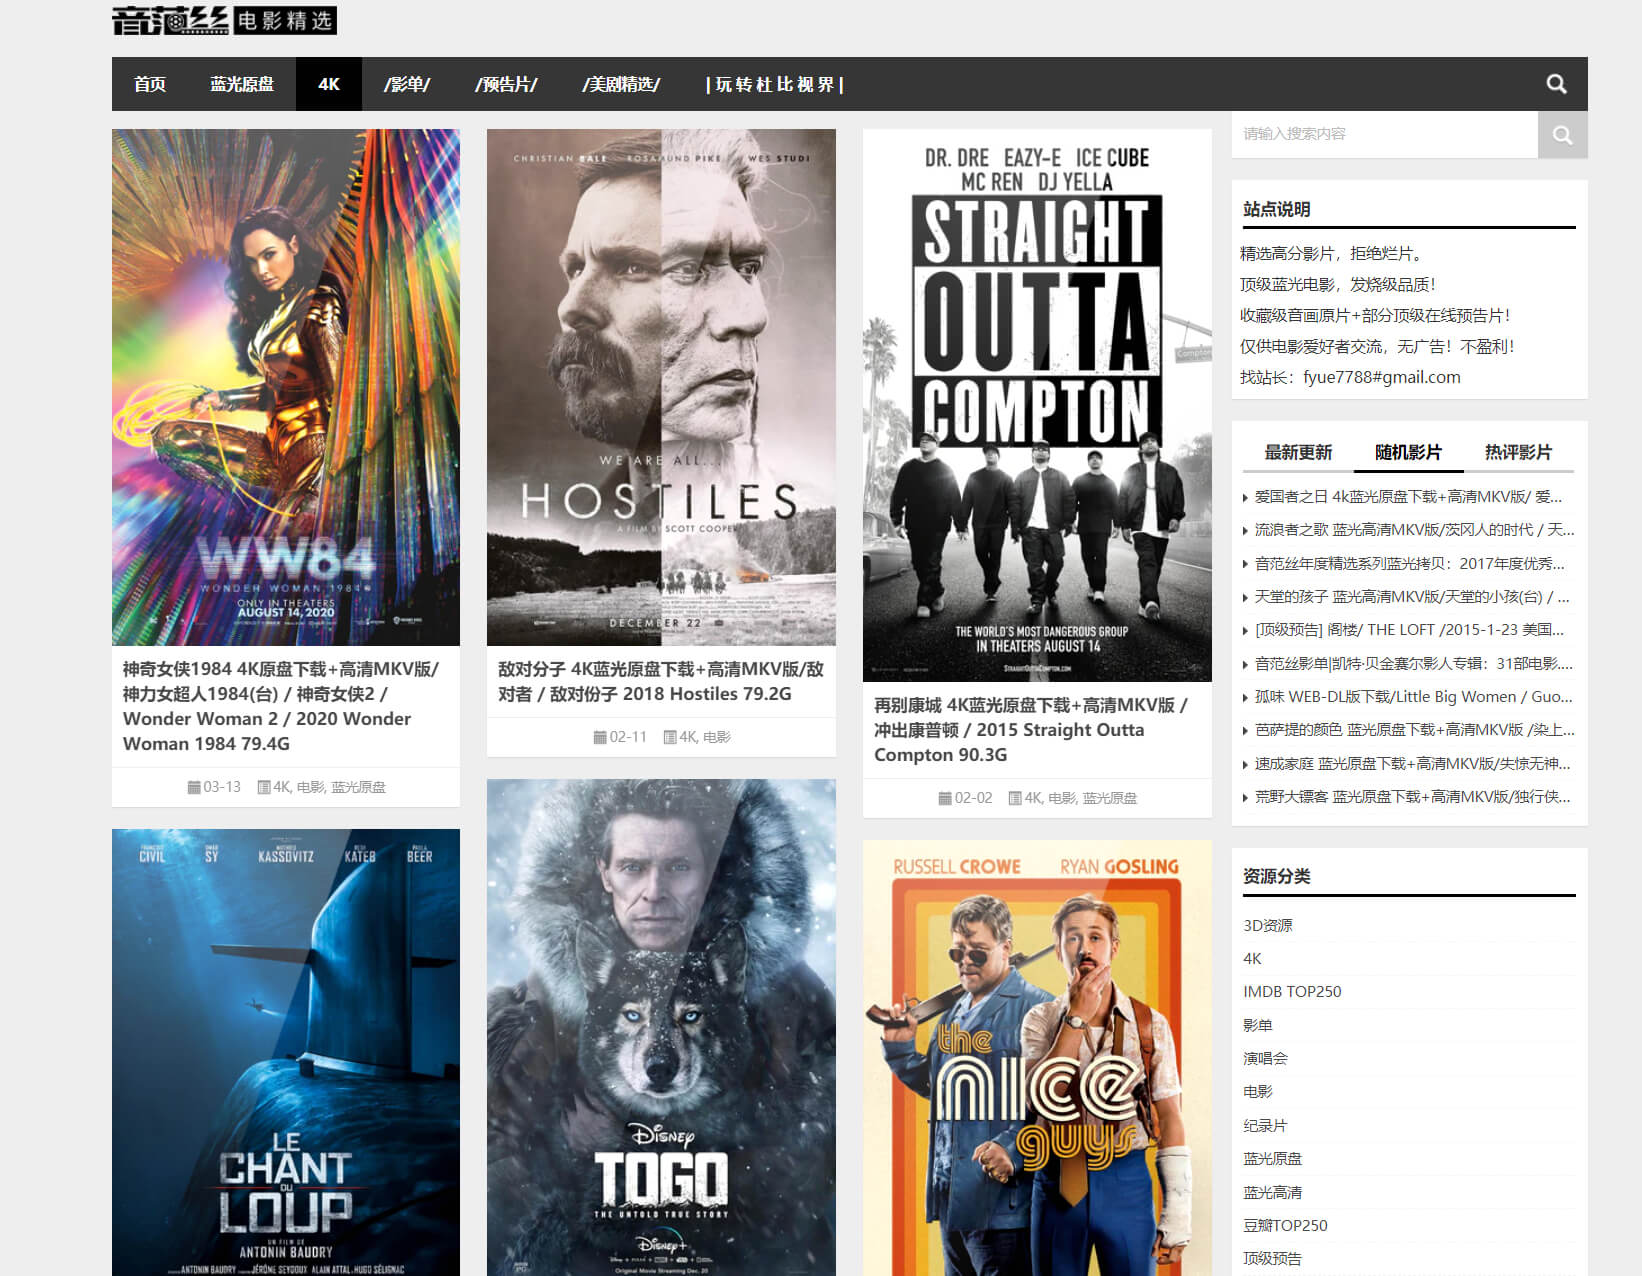 音范丝 电影精选
首页 蓝光原盘 4K /影单/ /预告片/ /美剧精选/ | 玩 转 杜 比 视 界 |
WW84
WONDER WOMAN 1984
ONLY IN THEATERS
AUGUST 14, 2020
神奇女侠1984 4K原盘下载+高清MKV版/
神力女超人1984(台) / 神奇女侠2 /
Wonder Woman 2 / 2020 Wonder
Woman 1984 79.4G
03-13 4K, 电影, 蓝光原盘
FRANÇOIS CIVIL OMAR SY MATHIEU KASSOVITZ REDA KATEB PAULA BEER
LE
CHANT
DU
LOUP
UN FILM DE
ANTONIN BAUDRY
ANTONIN BAUDRY JÉRÔME SEYDOUX ALAIN ATTAL HUGO SÉLIGNAC
CHRISTIAN BALE ROSAMUND PIKE WES STUDI
WE ARE ALL...
HOSTILES
A FILM BY SCOTT COOPER
DECEMBER 22
敌对分子 4K蓝光原盘下载+高清MKV版/敌
对者 / 敌对份子 2018 Hostiles 79.2G
02-11 4K, 电影
DISNEY
TOGO
THE UNTOLD TRUE STORY
Disney+
Original Movie Streaming Dec. 20
DR. DRE EAZY-E ICE CUBE
MC REN DJ YELLA
STRAIGHT
OUTTA
COMPTON
Compton
THE WORLD'S MOST DANGEROUS GROUP
IN THEATERS AUGUST 14
STRAIGHTOUTTACOMPTON.COM
再别康城 4K蓝光原盘下载+高清MKV版 /
冲出康普顿 / 2015 Straight Outta
Compton 90.3G
02-02 4K, 电影, 蓝光原盘
RUSSELL CROWE RYAN GOSLING
the
nice
guys.
请输入搜索内容
站点说明
精选高分影片，拒绝烂片。
顶级蓝光电影，发烧级品质！
收藏级音画原片+部分顶级在线预告片！
仅供电影爱好者交流，无广告！不盈利！
找站长：fyue7788#gmail.com
最新更新 随机影片 热评影片
爱国者之日 4k蓝光原盘下载+高清MKV版/ 爱...
流浪者之歌 蓝光高清MKV版/茨冈人的时代 / 天...
音范丝年度精选系列蓝光拷贝：2017年度优秀...
天堂的孩子 蓝光高清MKV版/天堂的小孩(台) / ...
[顶级预告] 阁楼/ THE LOFT /2015-1-23 美国...
音范丝影单|凯特·贝金赛尔影人专辑：31部电影....
孤味 WEB-DL版下载/Little Big Women / Guo...
芭萨提的颜色 蓝光原盘下载+高清MKV版 /染上...
速成家庭 蓝光原盘下载+高清MKV版/失惊无神...
荒野大镖客 蓝光原盘下载+高清MKV版/独行侠...
资源分类
3D资源
4K
IMDB TOP250
影单
演唱会
电影
纪录片
蓝光原盘
蓝光高清
豆瓣TOP250
顶级预告